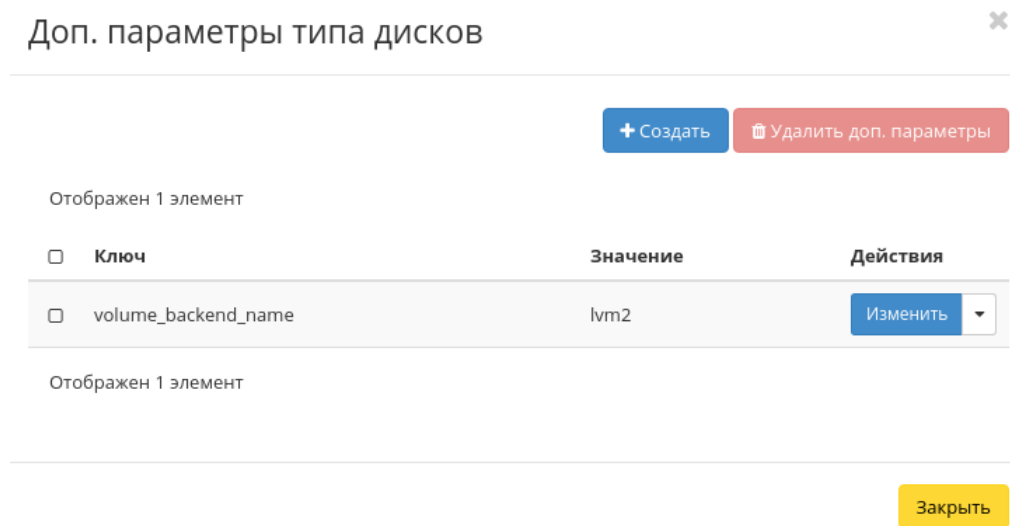 Доп. параметры типа дисков
Создать Удалить доп. параметры
Отображен 1 элемент
Ключ Значение Действия
volume_backend_name lvm2 Изменить
Отображен 1 элемент
Закрыть